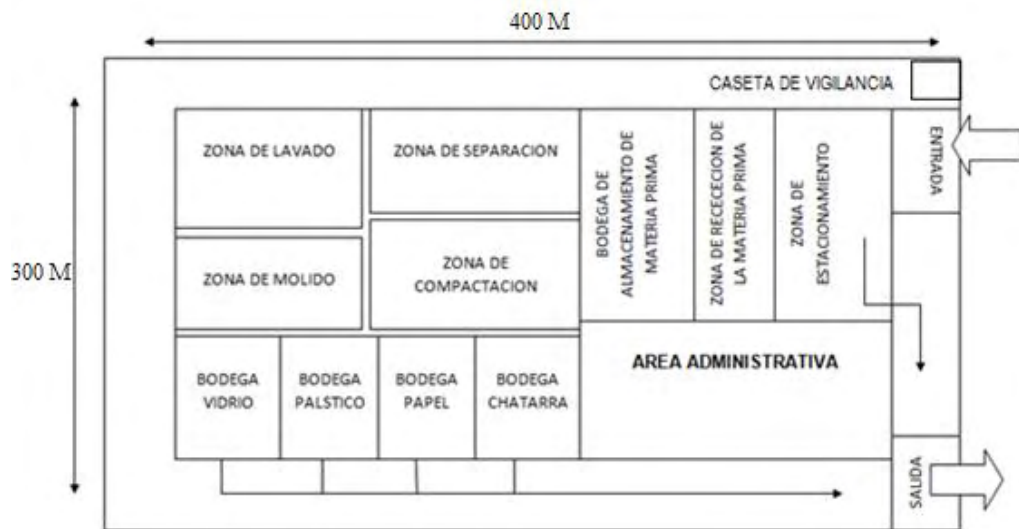 400 M
CASETA DE VIGILANCIA
300 M
ZONA DE LAVADO
ZONA DE SEPARACION
BODEGA DE
ALMACENAMIENTO DE
MATERIA PRIMA
ZONA DE RECECECION DE
LA MATERIA PRIMA
ZONA DE
ESTACIONAMIENTO
ENTRADA
ZONA DE MOLIDO
ZONA DE
COMPACTACION
BODEGA
VIDRIO
BODEGA
PALSTICO
BODEGA
PAPEL
BODEGA
CHATARRA
AREA ADMINISTRATIVA
SALIDA